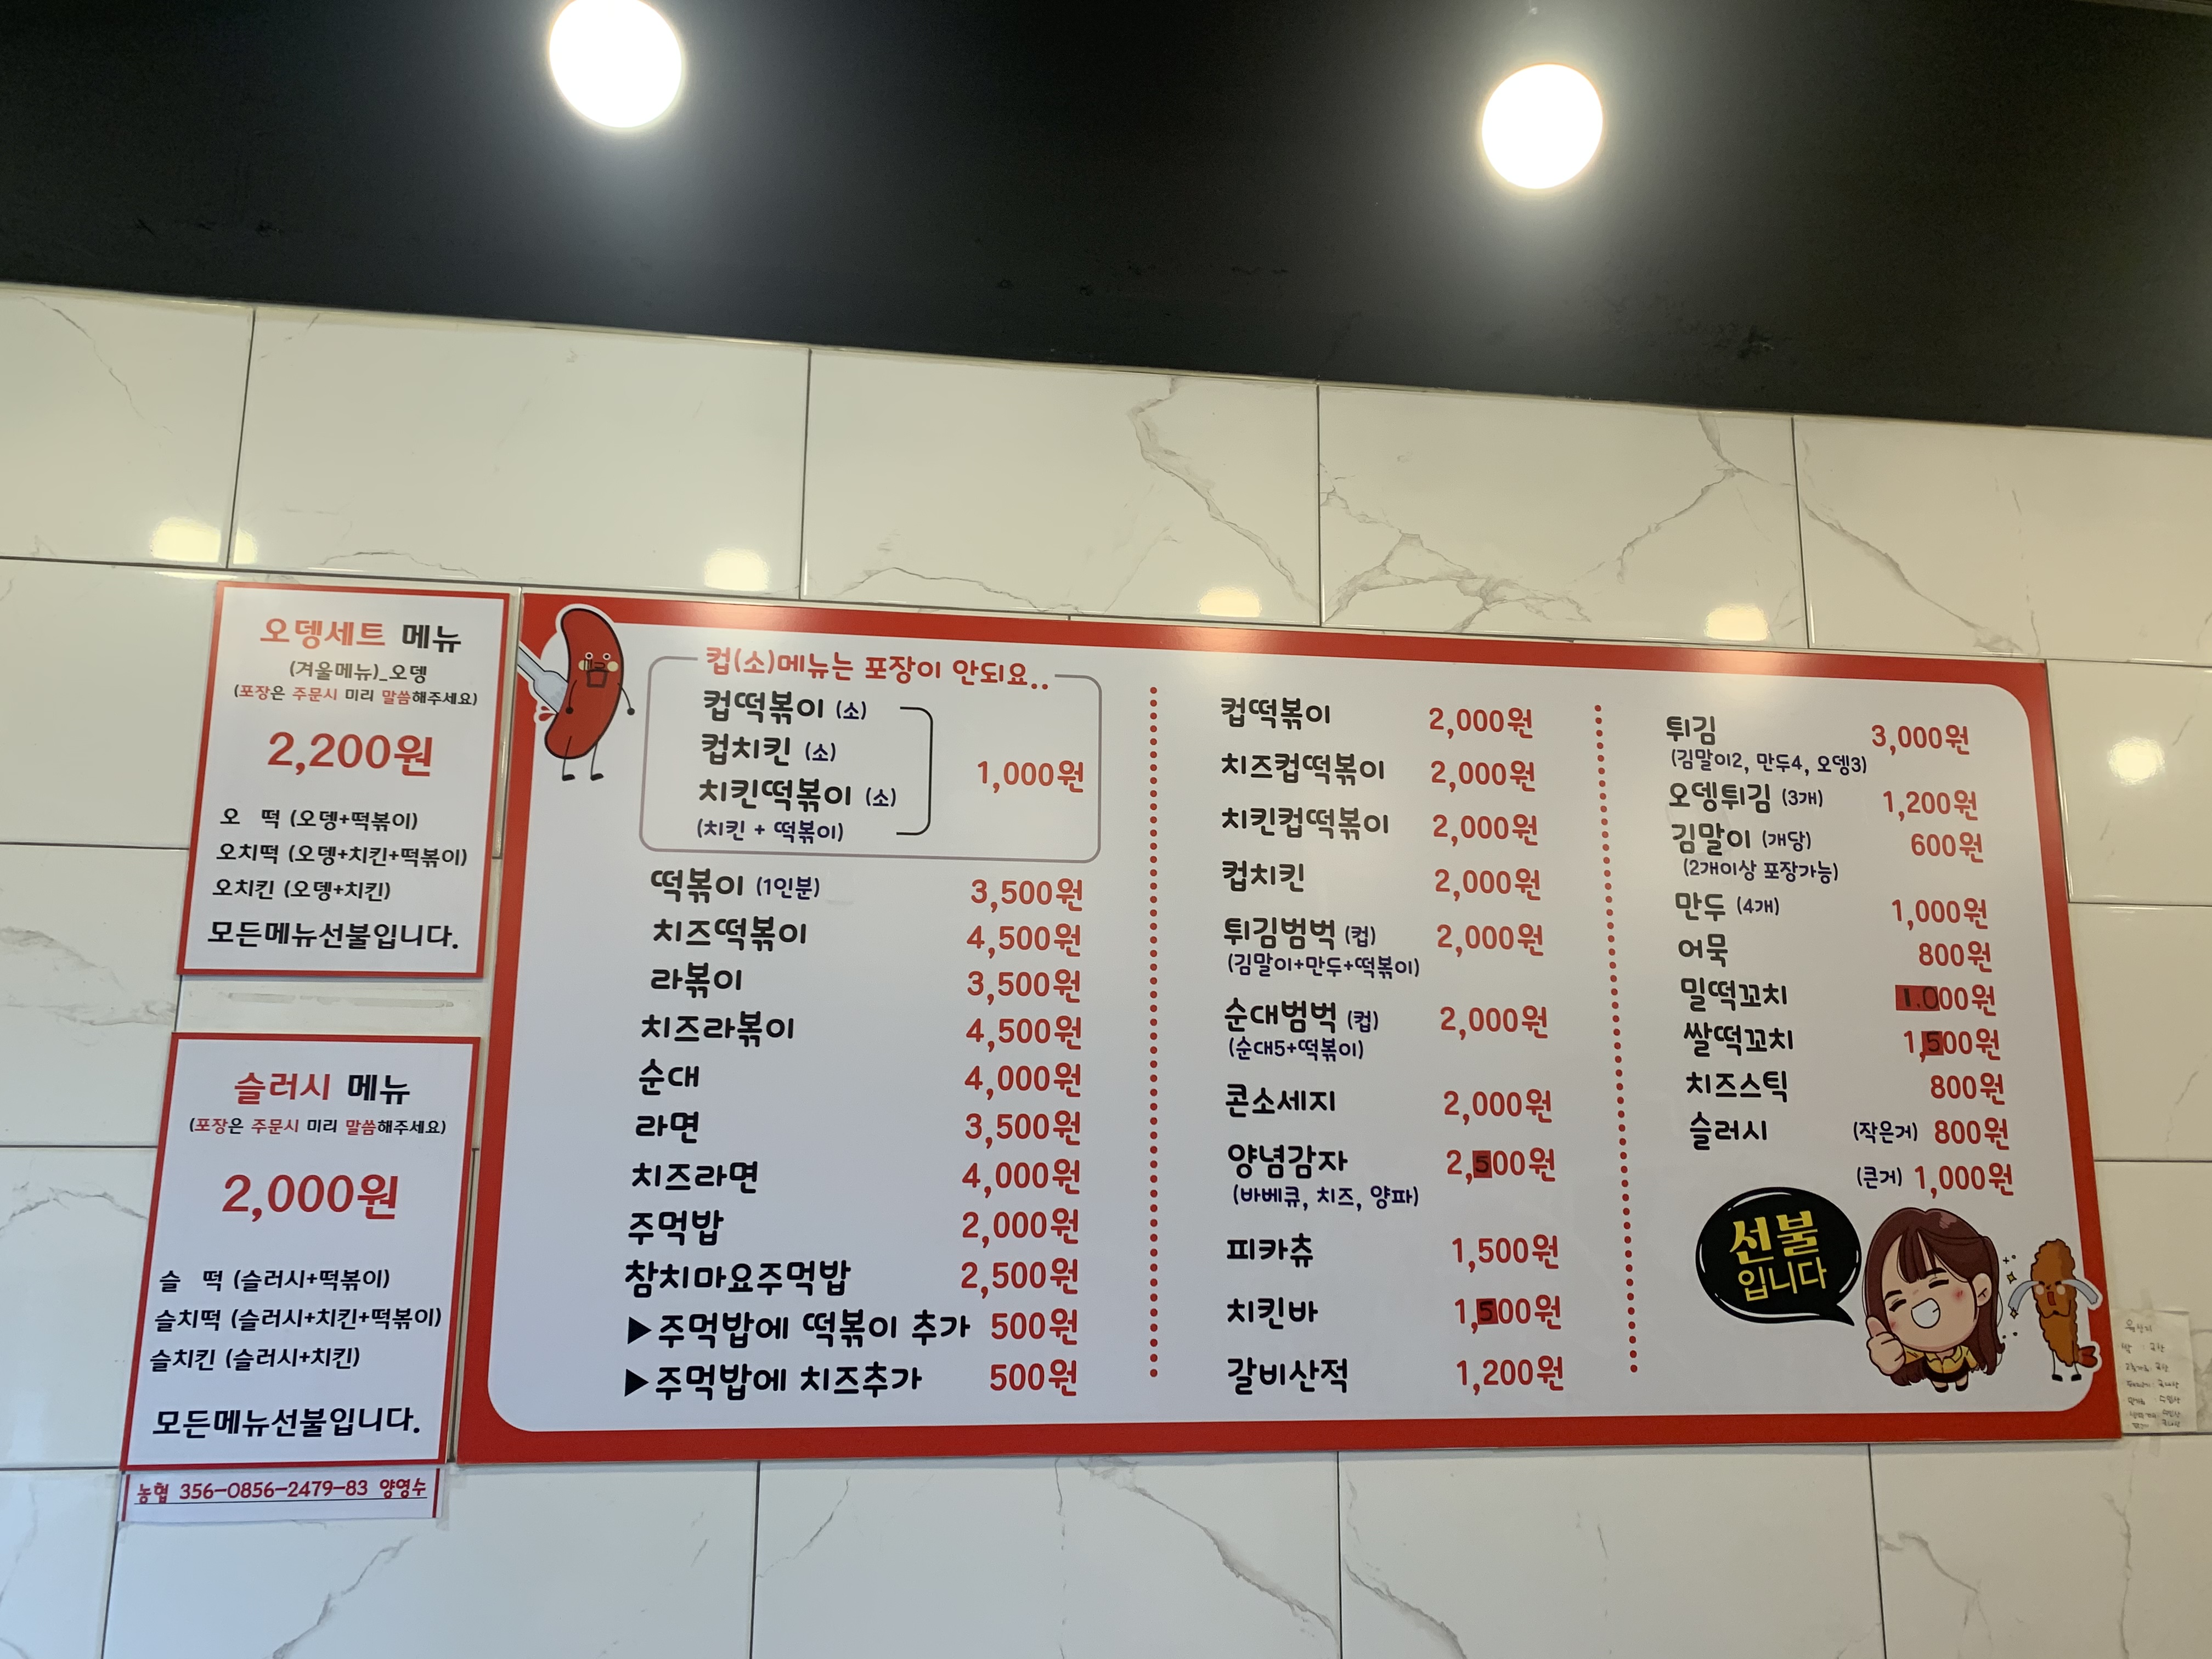 오뎅세트 메뉴
(겨울메뉴)_오뎅
(포장은 주문시 미리 말씀해주세요)
2,200원
오 떡 (오뎅+떡볶이)
오치떡 (오뎅+치킨+떡볶이)
오치킨 (오뎅+치킨)
모든메뉴선불입니다.
슬러시 메뉴
(포장은 주문시 미리 말씀해주세요)
2,000원
슬 떡 (슬러시+떡볶이)
슬치떡 (슬러시+치킨+떡볶이)
슬치킨 (슬러시+치킨)
모든메뉴선불입니다.
농협 356-0856-2479-83 양영수
컵(소)메뉴는 포장이 안되요..
컵떡볶이 (소)
컵치킨 (소)
치킨떡볶이 (소)
(치킨 + 떡볶이)
1,000원
떡볶이 (1인분) 3,500원
치즈떡볶이 4,500원
라볶이 3,500원
치즈라볶이 4,500원
순대 4,000원
라면 3,500원
치즈라면 4,000원
주먹밥 2,000원
참치마요주먹밥 2,500원
▶주먹밥에 떡볶이 추가 500원
▶주먹밥에 치즈추가 500원
컵떡볶이 2,000원
치즈컵떡볶이 2,000원
치킨컵떡볶이 2,000원
컵치킨 2,000원
튀김범벅 (컵) 2,000원
(김말이+만두+떡볶이)
순대범벅 (컵) 2,000원
(순대5+떡볶이)
콘소세지 2,000원
양념감자 2,500원
(바베큐, 치즈, 양파)
피카츄 1,500원
치킨바 1,500원
갈비산적 1,200원
튀김 3,000원
(김말이2, 만두4, 오뎅3)
오뎅튀김 (3개) 1,200원
김말이 (개당) 600원
(2개이상 포장가능)
만두 (4개) 1,000원
어묵 800원
밀떡꼬치 1.000원
쌀떡꼬치 1,500원
치즈스틱 800원
슬러시 (작은거) 800원
(큰거) 1,000원
선불
입니다